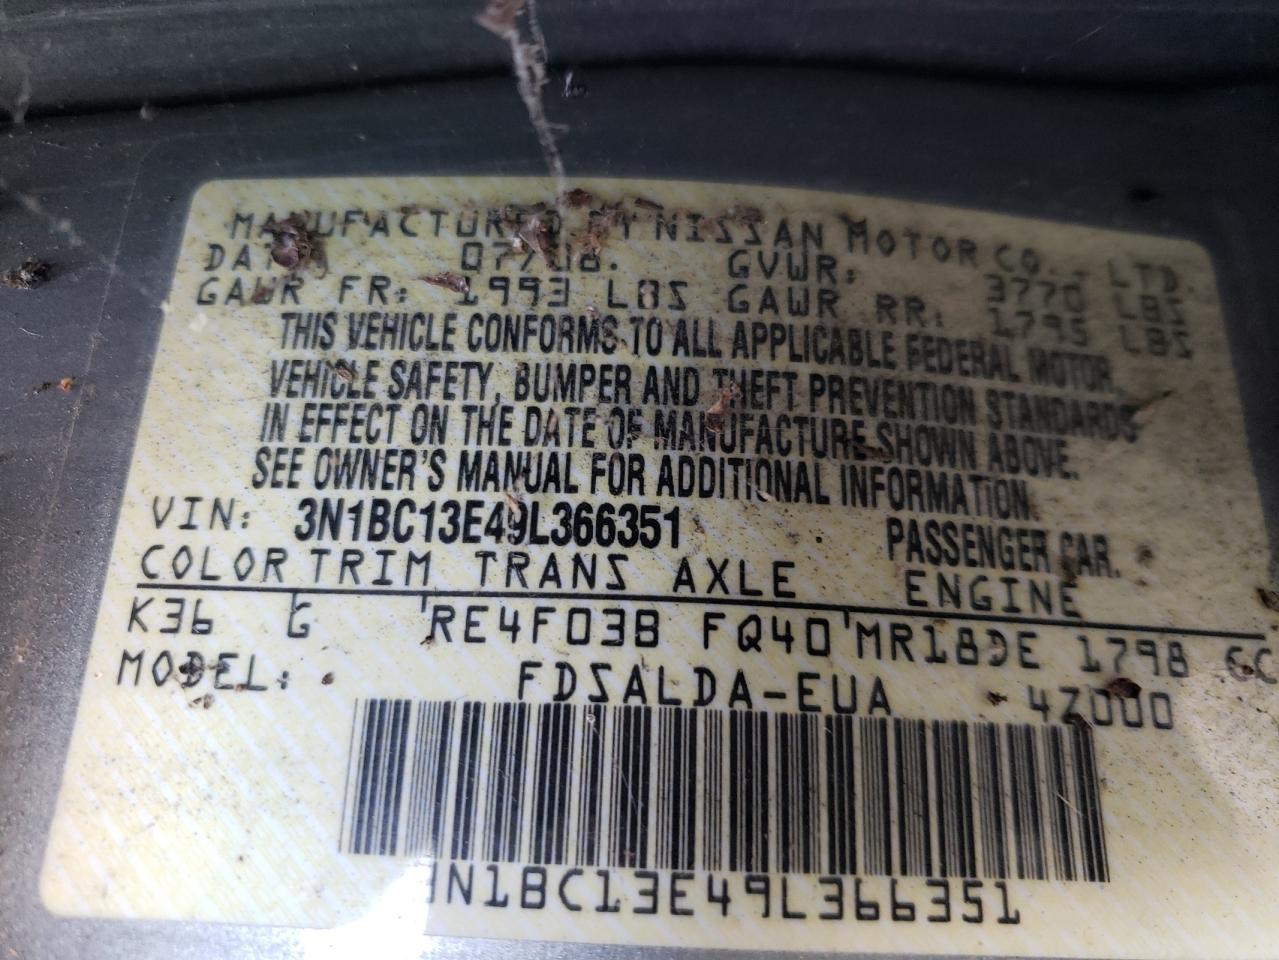 MANUFACTURED BY NISSAN MOTOR CO., LTD.
DATE 07/08. GVWR: 3770 LBS
GAWR FR: 1993 LBS GAWR RR: 1795 LBS
THIS VEHICLE CONFORMS TO ALL APPLICABLE FEDERAL MOTOR
VEHICLE SAFETY, BUMPER AND THEFT PREVENTION STANDARDS
IN EFFECT ON THE DATE OF MANUFACTURE SHOWN ABOVE.
SEE OWNER'S MANUAL FOR ADDITIONAL INFORMATION.
VIN: 3N1BC13E49L366351 PASSENGER CAR.
COLOR TRIM TRANS AXLE ENGINE
K36 G RE4F03B FQ40 MR18DE 1798 CC
MODEL: FDSALDA-EUA 4Z000
3N1BC13E49L366351